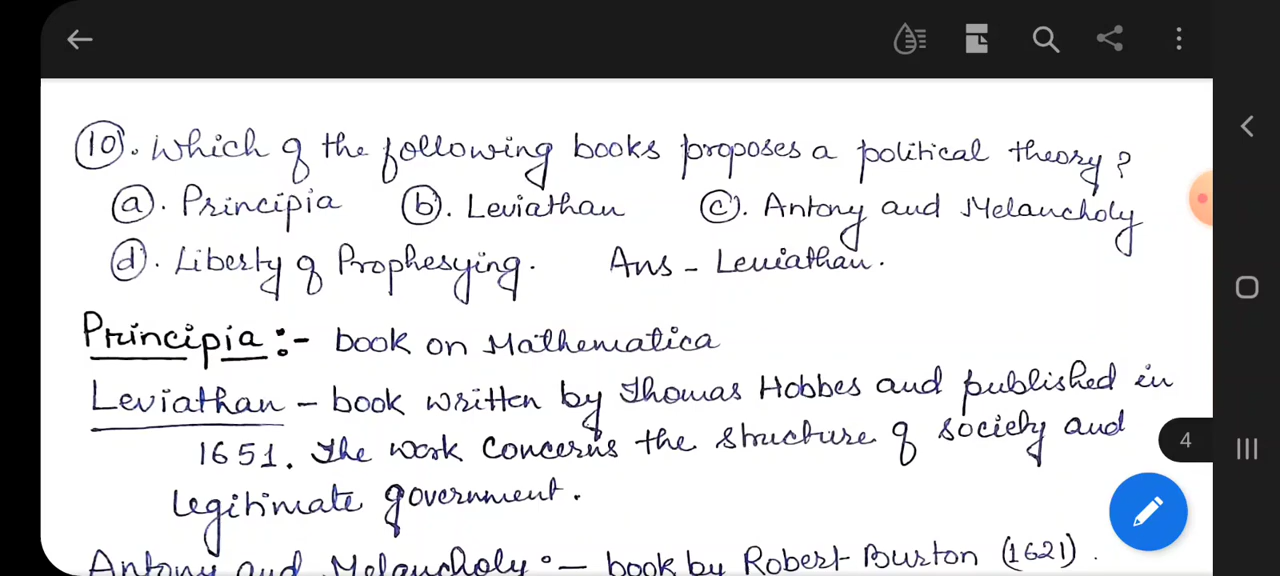 10. Which of the following books proposes a political theory?
a. Principia b. Leviathan c. Antony and Melancholy
d. Liberty of Prophesying. Ans - Leviathan.
Principia :- book on Mathematica
Leviathan - book written by Thomas Hobbes and published in
1651. The work concerns the structure of society and
4
legitimate government.
Antony and Melancholy :- book by Robert Burton (1621).